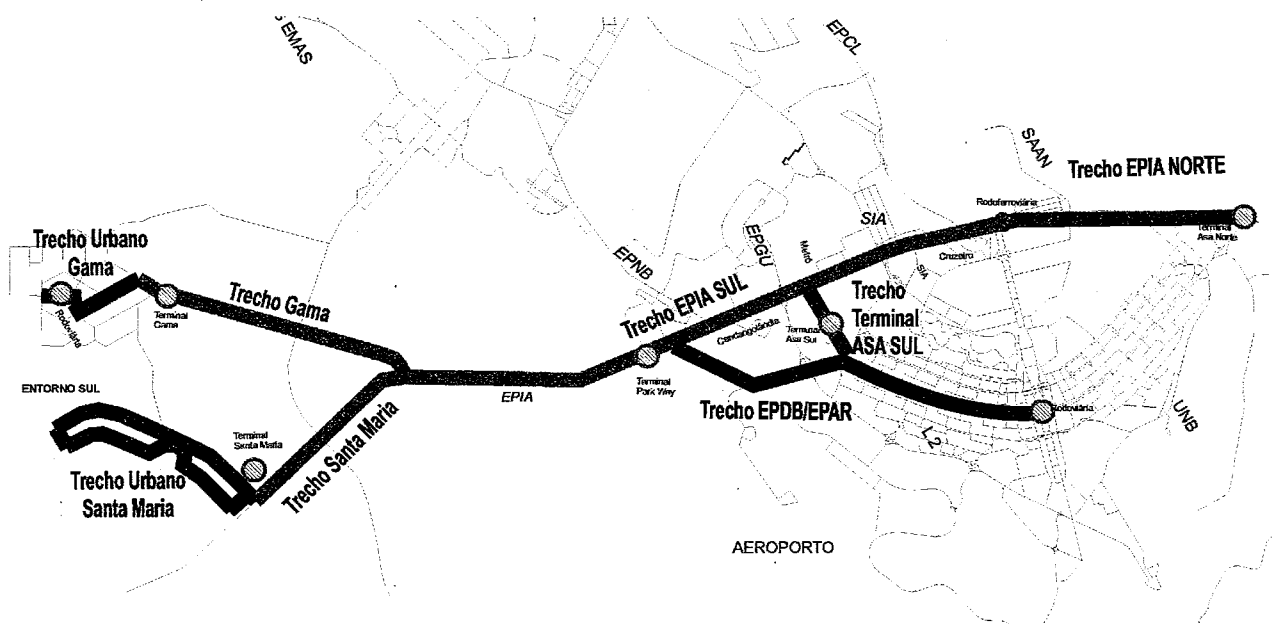 S EMAS
EPCL
SAAN
Trecho EPIA NORTE
Rodoferroviária
SIA
Terminal
Asa Norte
Trecho Urbano
Gama
EPNB
EPGU
Metrô
SIA
Cruzeiro
Trecho Gama
Trecho EPIA SUL
Trecho
Terminal
ASA SUL
Rodoviária
Terminal
Gama
Candangolândia
Terminal
Asa Sul
ENTORNO SUL
EPIA
Terminal
Park Way
Trecho EPDB/EPAR
Rodoviária
UNB
L2
Terminal
Santa Maria
Trecho Santa Maria
Trecho Urbano
Santa Maria
AEROPORTO